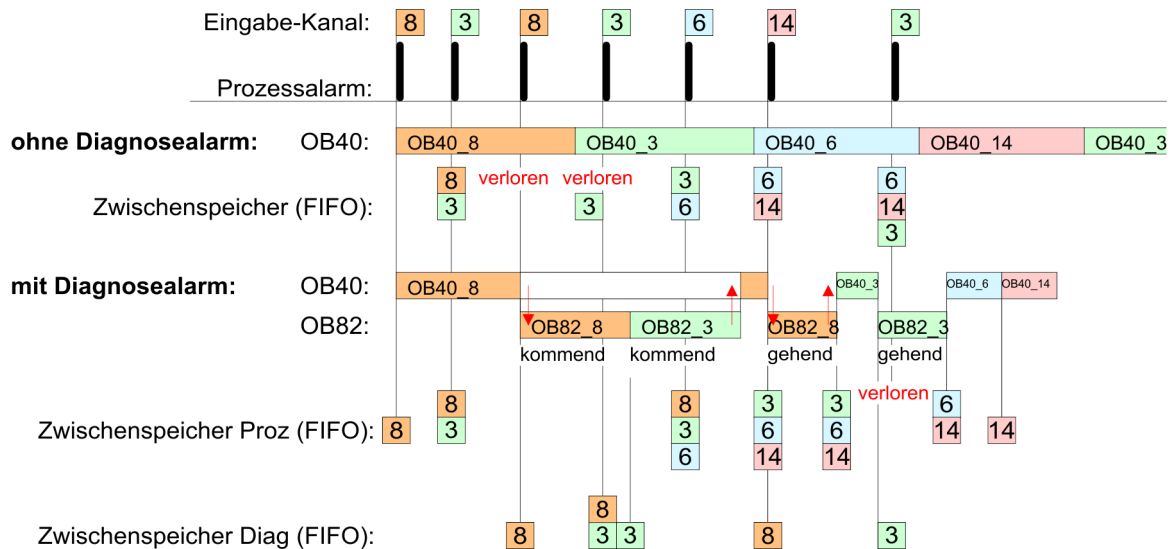 Eingabe-Kanal: 8 3 8 3 6 14 3
Prozessalarm:
ohne Diagnosealarm: OB40: OB40_8 OB40_3 OB40_6 OB40_14 OB40_3
8 verloren verloren 3 6 6
Zwischenspeicher (FIFO): 3 3 6 14 14
3
mit Diagnosealarm: OB40: OB40_8 OB40_3 OB40_6 OB40_14
OB82: OB82_8 OB82_3 OB82_8 OB82_3
kommend kommend gehend gehend
verloren
8 8 3 3 6
Zwischenspeicher Proz (FIFO): 8 3 3 6 6 14 14
6 14 14
8
Zwischenspeicher Diag (FIFO): 8 3 3 8 3